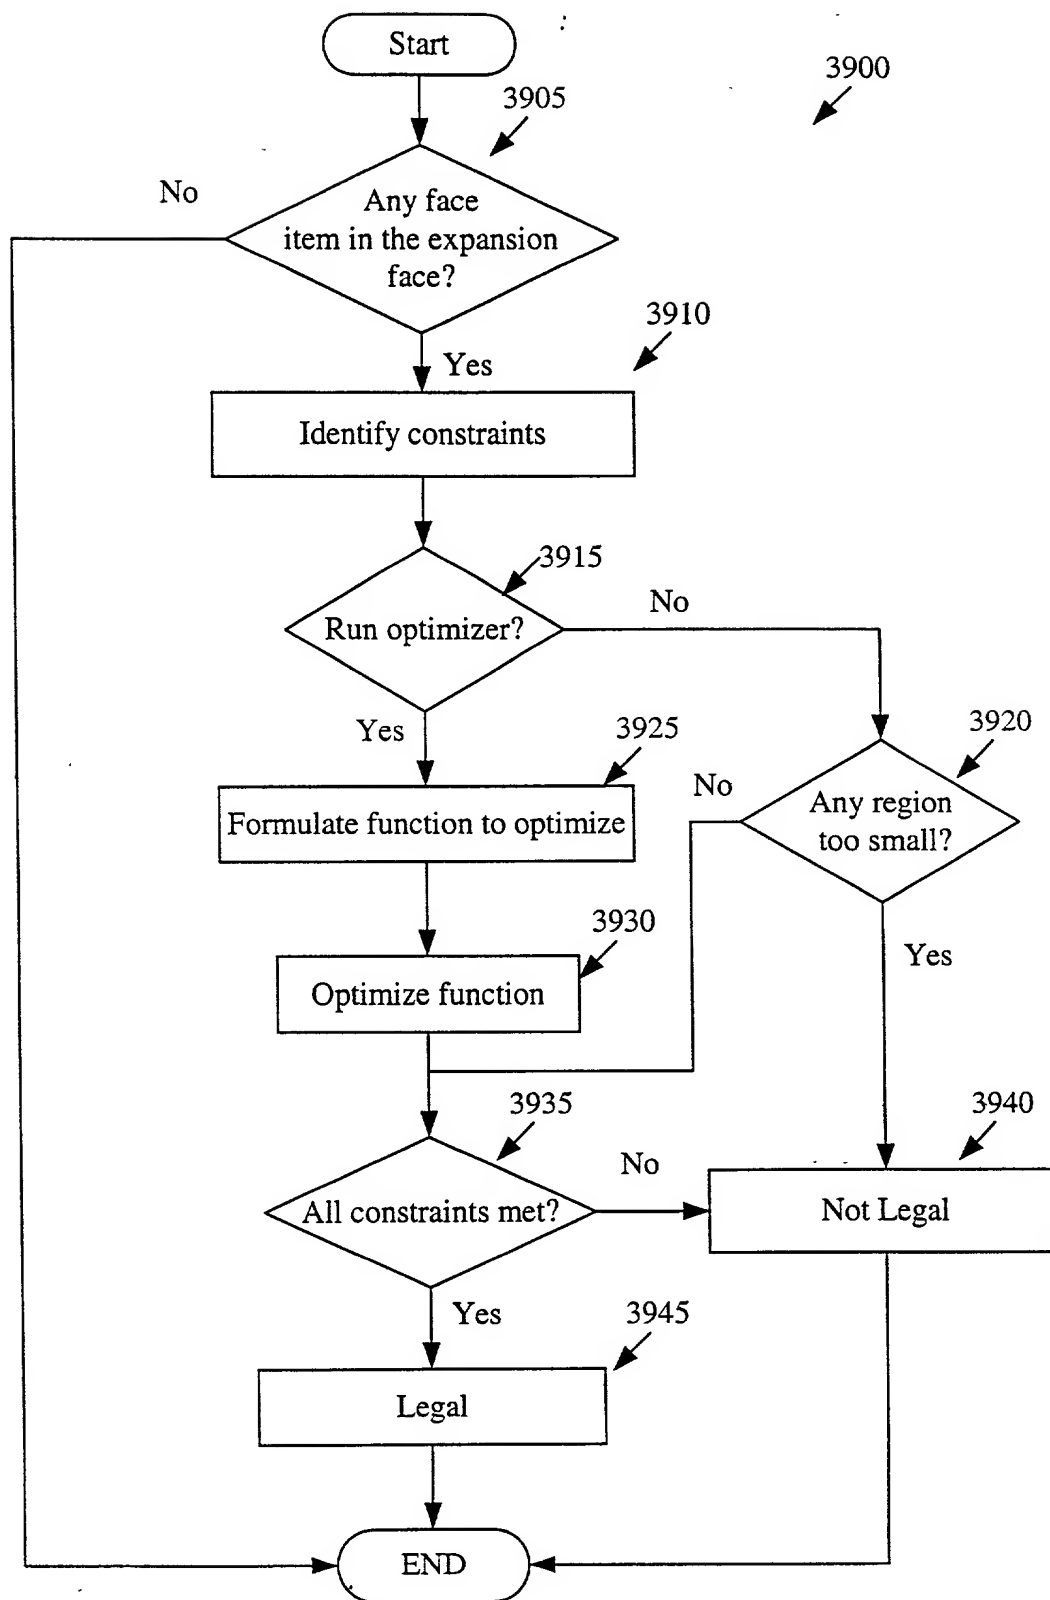 Start
3900
3905
No
Any face
item in the expansion
face?
3910
Yes
Identify constraints
3915
No
Run optimizer?
Yes
3925
3920
No
Any region
too small?
Formulate function to optimize
3930
Yes
Optimize function
3935
3940
No
All constraints met?
Not Legal
Yes
3945
Legal
END